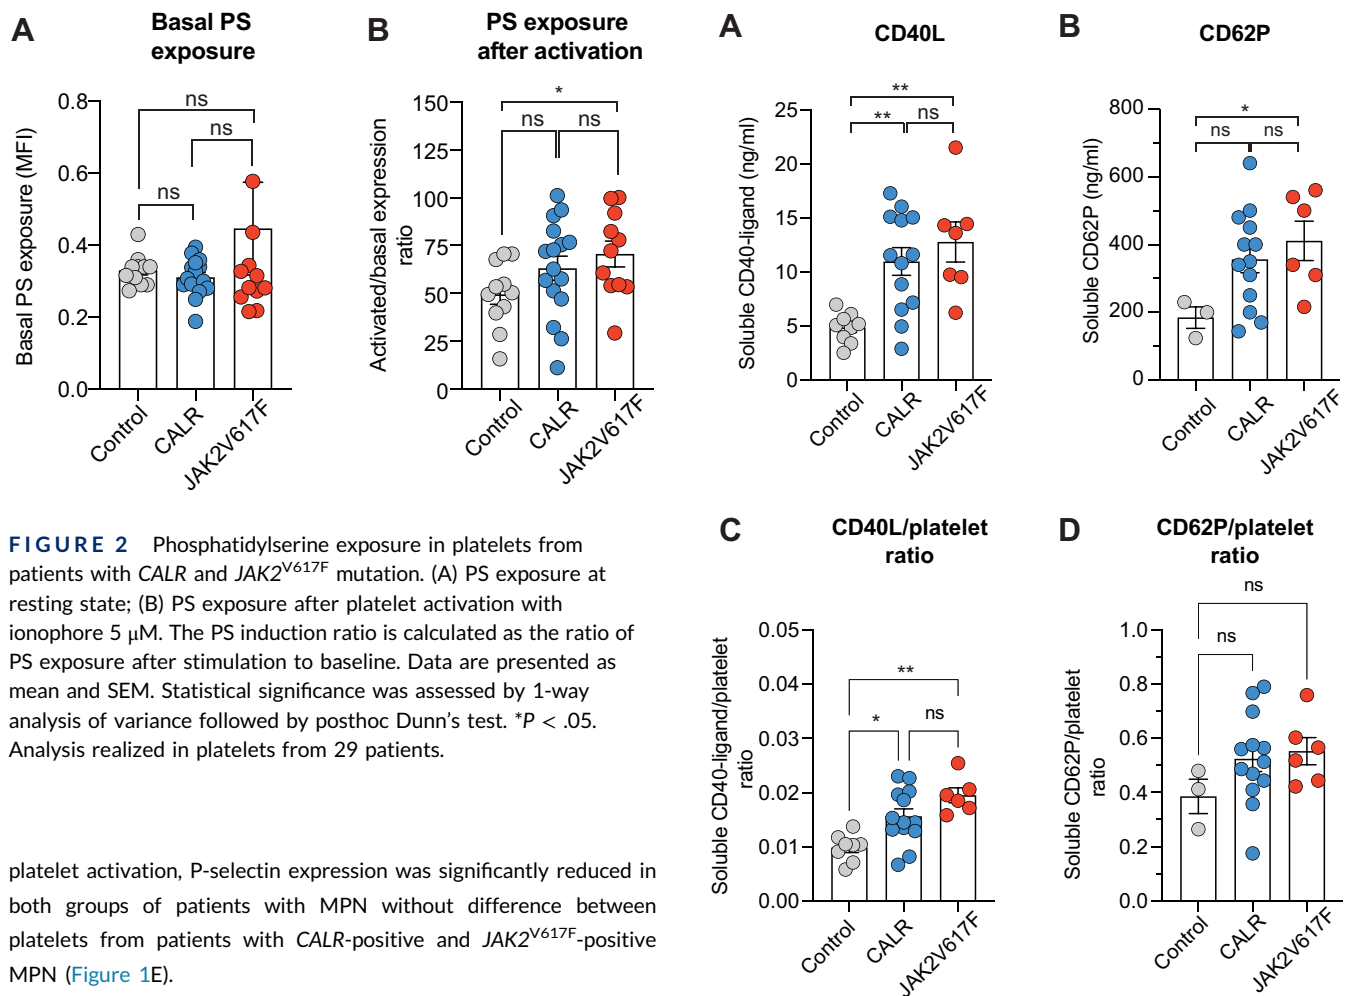 A
Basal PS
exposure
Basal PS exposure (MFI)
0.8
0.6
0.4
0.2
0.0
ns
ns
ns
Control
CALR
JAK2V617F
B
PS exposure
after activation
Activated/basal expression
ratio
150
125
100
75
50
25
0
*
ns
ns
Control
CALR
JAK2V617F
FIGURE 2 Phosphatidylserine exposure in platelets from
patients with CALR and JAK2V617F mutation. (A) PS exposure at
resting state; (B) PS exposure after platelet activation with
ionophore 5 μM. The PS induction ratio is calculated as the ratio of
PS exposure after stimulation to baseline. Data are presented as
mean and SEM. Statistical significance was assessed by 1-way
analysis of variance followed by posthoc Dunn's test. *P < .05.
Analysis realized in platelets from 29 patients.
platelet activation, P-selectin expression was significantly reduced in
both groups of patients with MPN without difference between
platelets from patients with CALR-positive and JAK2V617F-positive
MPN (Figure 1E).
A
CD40L
Soluble CD40-ligand (ng/ml)
25
20
15
10
5
0
**
**
ns
Control
CALR
JAK2V617F
B
CD62P
Soluble CD62P (ng/ml)
800
600
400
200
0
*
ns
ns
Control
CALR
JAK2V617F
C
CD40L/platelet
ratio
Soluble CD40-ligand/platelet
ratio
0.05
0.04
0.03
0.02
0.01
0.00
**
*
ns
Control
CALR
JAK2V617F
D
CD62P/platelet
ratio
Soluble CD62P/platelet
ratio
1.0
0.8
0.6
0.4
0.2
0.0
ns
ns
Control
CALR
JAK2V617F